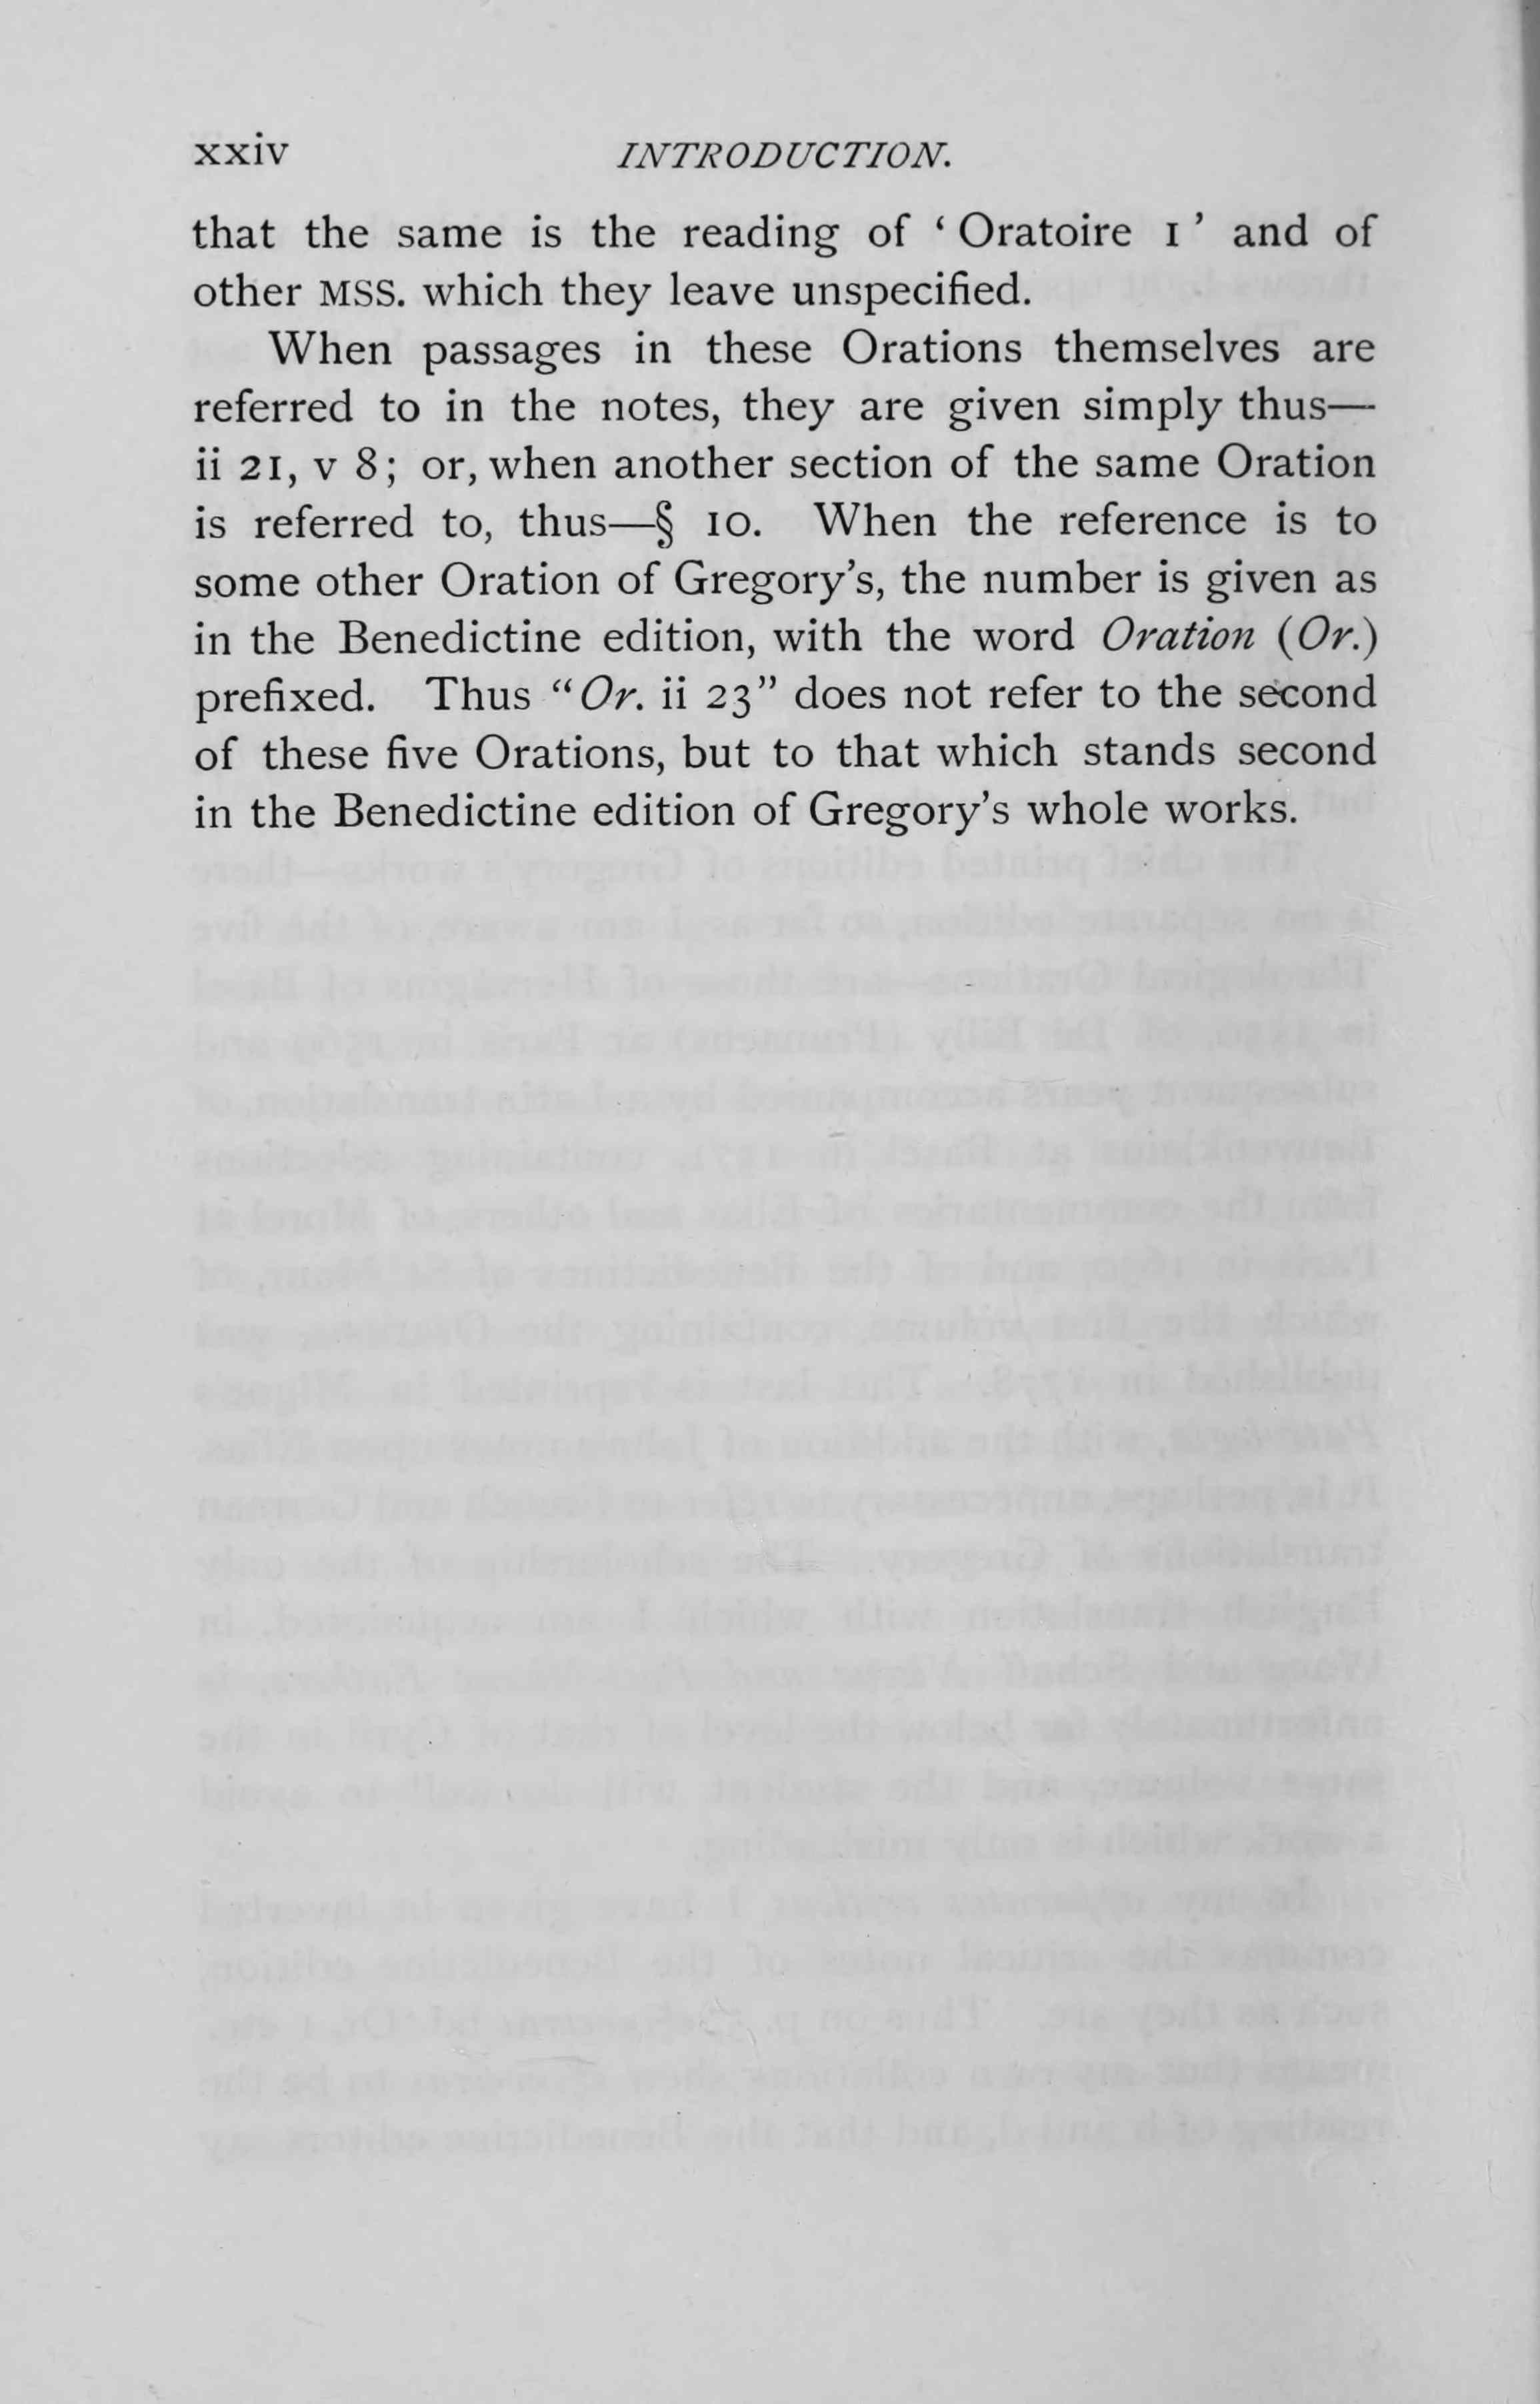 xxiv INTRODUCTION.
that the same is the reading of ‘Oratoire 1’ and of
other MSS. which they leave unspecified.
When passages in these Orations themselves are
referred to in the notes, they are given simply thus—
ii 21, v 8; or, when another section of the same Oration
is referred to, thus—§ 10. When the reference is to
some other Oration of Gregory’s, the number is given as
in the Benedictine edition, with the word Oration (Or.)
prefixed. Thus “Or. ii 23” does not refer to the second
of these five Orations, but to that which stands second
in the Benedictine edition of Gregory’s whole works.